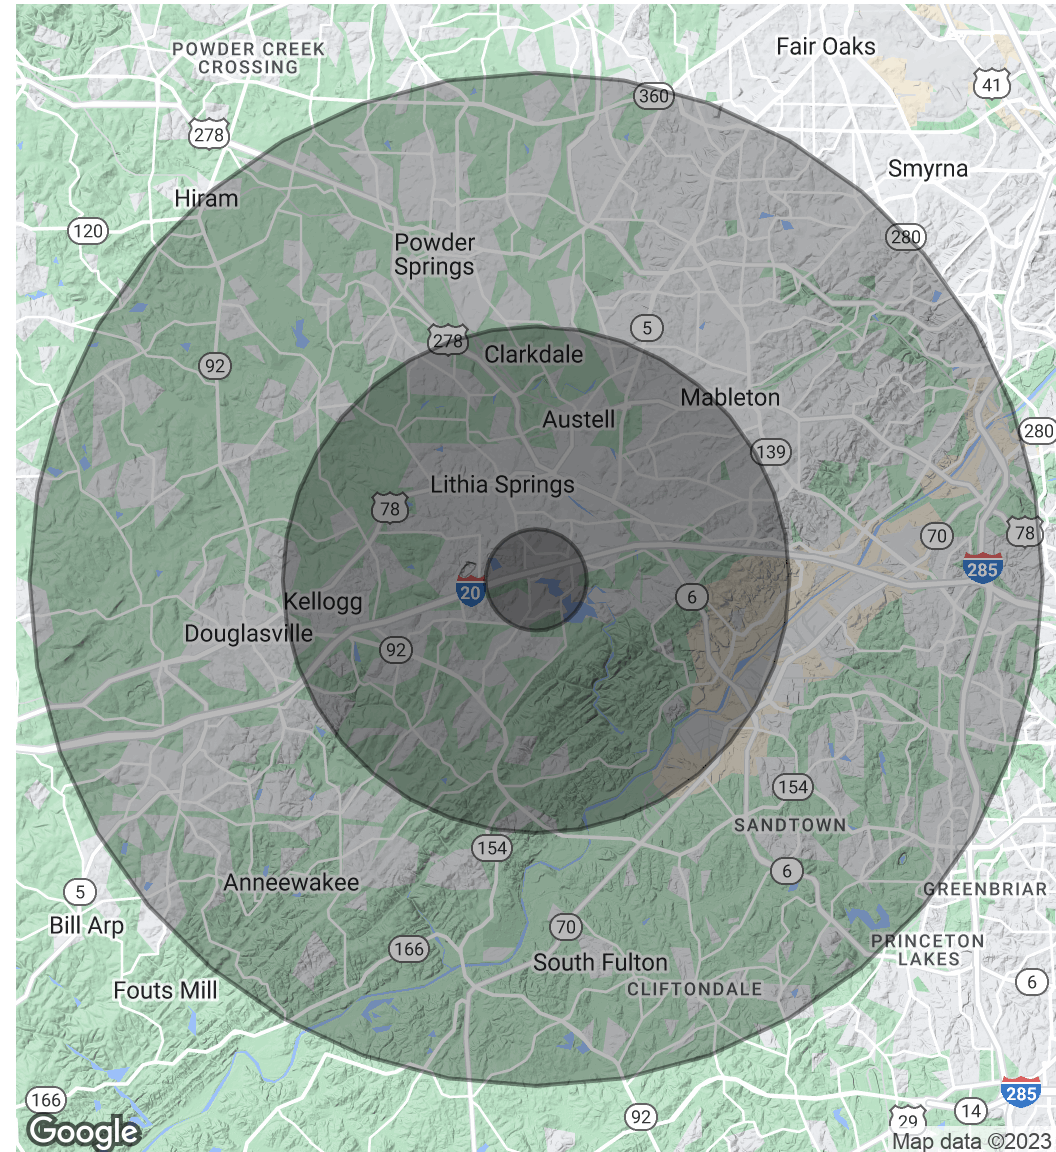 POWDER CREEK
CROSSING
Fair Oaks
41
360
278
Smyrna
Hiram
120
280
Powder
Springs
5
278
Clarkdale
92
Mableton
Austell
280
139
Lithia Springs
78
70
78
285
20
6
Kellogg
Douglasville
92
154
SANDTOWN
154
6
Anneewakee
5
GREENBRIAR
Bill Arp
70
166
PRINCETON
LAKES
South Fulton
6
Fouts Mill
CLIFTONDALE
285
166
14
92
29
Google
Map data ©2023